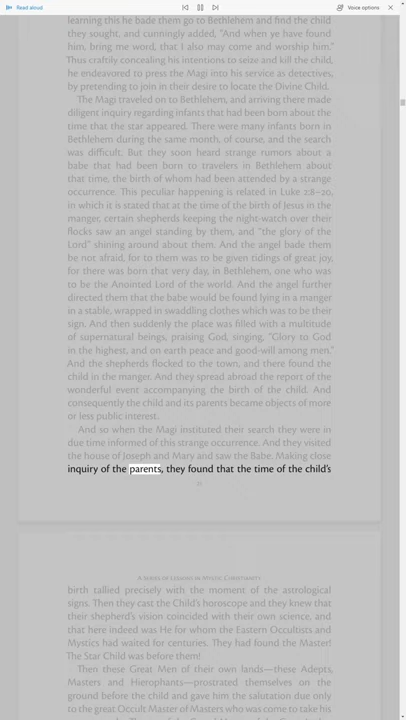 Read aloud
Voice options
learning this he bade them go to Bethlehem and find the child
they sought, and cunningly added, "And when ye have found
him, bring me word, that I also may come and worship him."
Thus craftily concealing his intentions to seize and kill the child,
he endeavored to press the Magi into his service as detectives,
by pretending to join in their desire to locate the Divine Child.
The Magi traveled on to Bethlehem, and arriving there made
diligent inquiry regarding infants that had been born about the
time that the star appeared. There were many infants born in
Bethlehem during the same month, of course, and the search
was difficult. But they soon heard strange rumors about a
babe that had been born to travelers in Bethlehem about
that time, the birth of whom had been attended by a strange
occurrence. This peculiar happening is related in Luke 2:8–20,
in which it is stated that at the time of the birth of Jesus in the
manger, certain shepherds keeping the night-watch over their
flocks saw an angel standing by them, and "the glory of the
Lord" shining around about them. And the angel bade them
be not afraid, for to them was to be given tidings of great joy,
for there was born that very day, in Bethlehem, one who was
to be the Anointed Lord of the world. And the angel further
directed them that the babe would be found lying in a manger
in a stable, wrapped in swaddling clothes which was to be their
sign. And then suddenly the place was filled with a multitude
of supernatural beings, praising God, singing, "Glory to God
in the highest, and on earth peace and good-will among men."
And the shepherds flocked to the town, and there found the
child in the manger. And they spread abroad the report of the
wonderful event accompanying the birth of the child. And
consequently the child and its parents became objects of more
or less public interest.
And so when the Magi instituted their search they were in
due time informed of this strange occurrence. And they visited
the house of Joseph and Mary and saw the Babe. Making close
inquiry of the parents, they found that the time of the child's
A Series of Lessons in Mystic Christianity
birth tallied precisely with the moment of the astrological
signs. Then they cast the Child's horoscope and they knew that
their shepherd's vision coincided with their own science, and
that here indeed was He for whom the Eastern Occultists and
Mystics had waited for centuries. They had found the Master!
The Star Child was before them!
Then these Great Men of their own lands—these Adepts,
Masters and Hierophants—prostrated themselves on the
ground before the child and gave him the salutation due only
to the great Occult Master of Masters who was come to take his